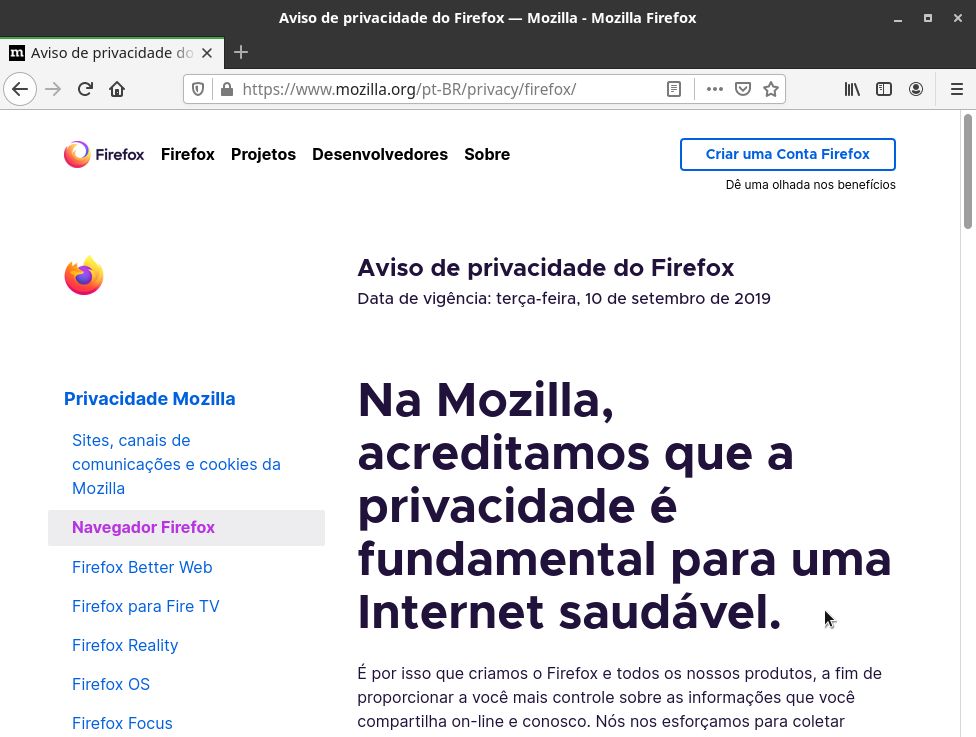 Aviso de privacidade do Firefox — Mozilla - Mozilla Firefox
m Aviso de privacidade do
https://www.mozilla.org/pt-BR/privacy/firefox/
Firefox Firefox Projetos Desenvolvedores Sobre Criar uma Conta Firefox
Dê uma olhada nos benefícios
Aviso de privacidade do Firefox
Data de vigência: terça-feira, 10 de setembro de 2019
Privacidade Mozilla
Sites, canais de
comunicações e cookies da
Mozilla
Navegador Firefox
Firefox Better Web
Firefox para Fire TV
Firefox Reality
Firefox OS
Firefox Focus
Na Mozilla,
acreditamos que a
privacidade é
fundamental para uma
Internet saudável.
É por isso que criamos o Firefox e todos os nossos produtos, a fim de
proporcionar a você mais controle sobre as informações que você
compartilha on-line e conosco. Nós nos esforçamos para coletar